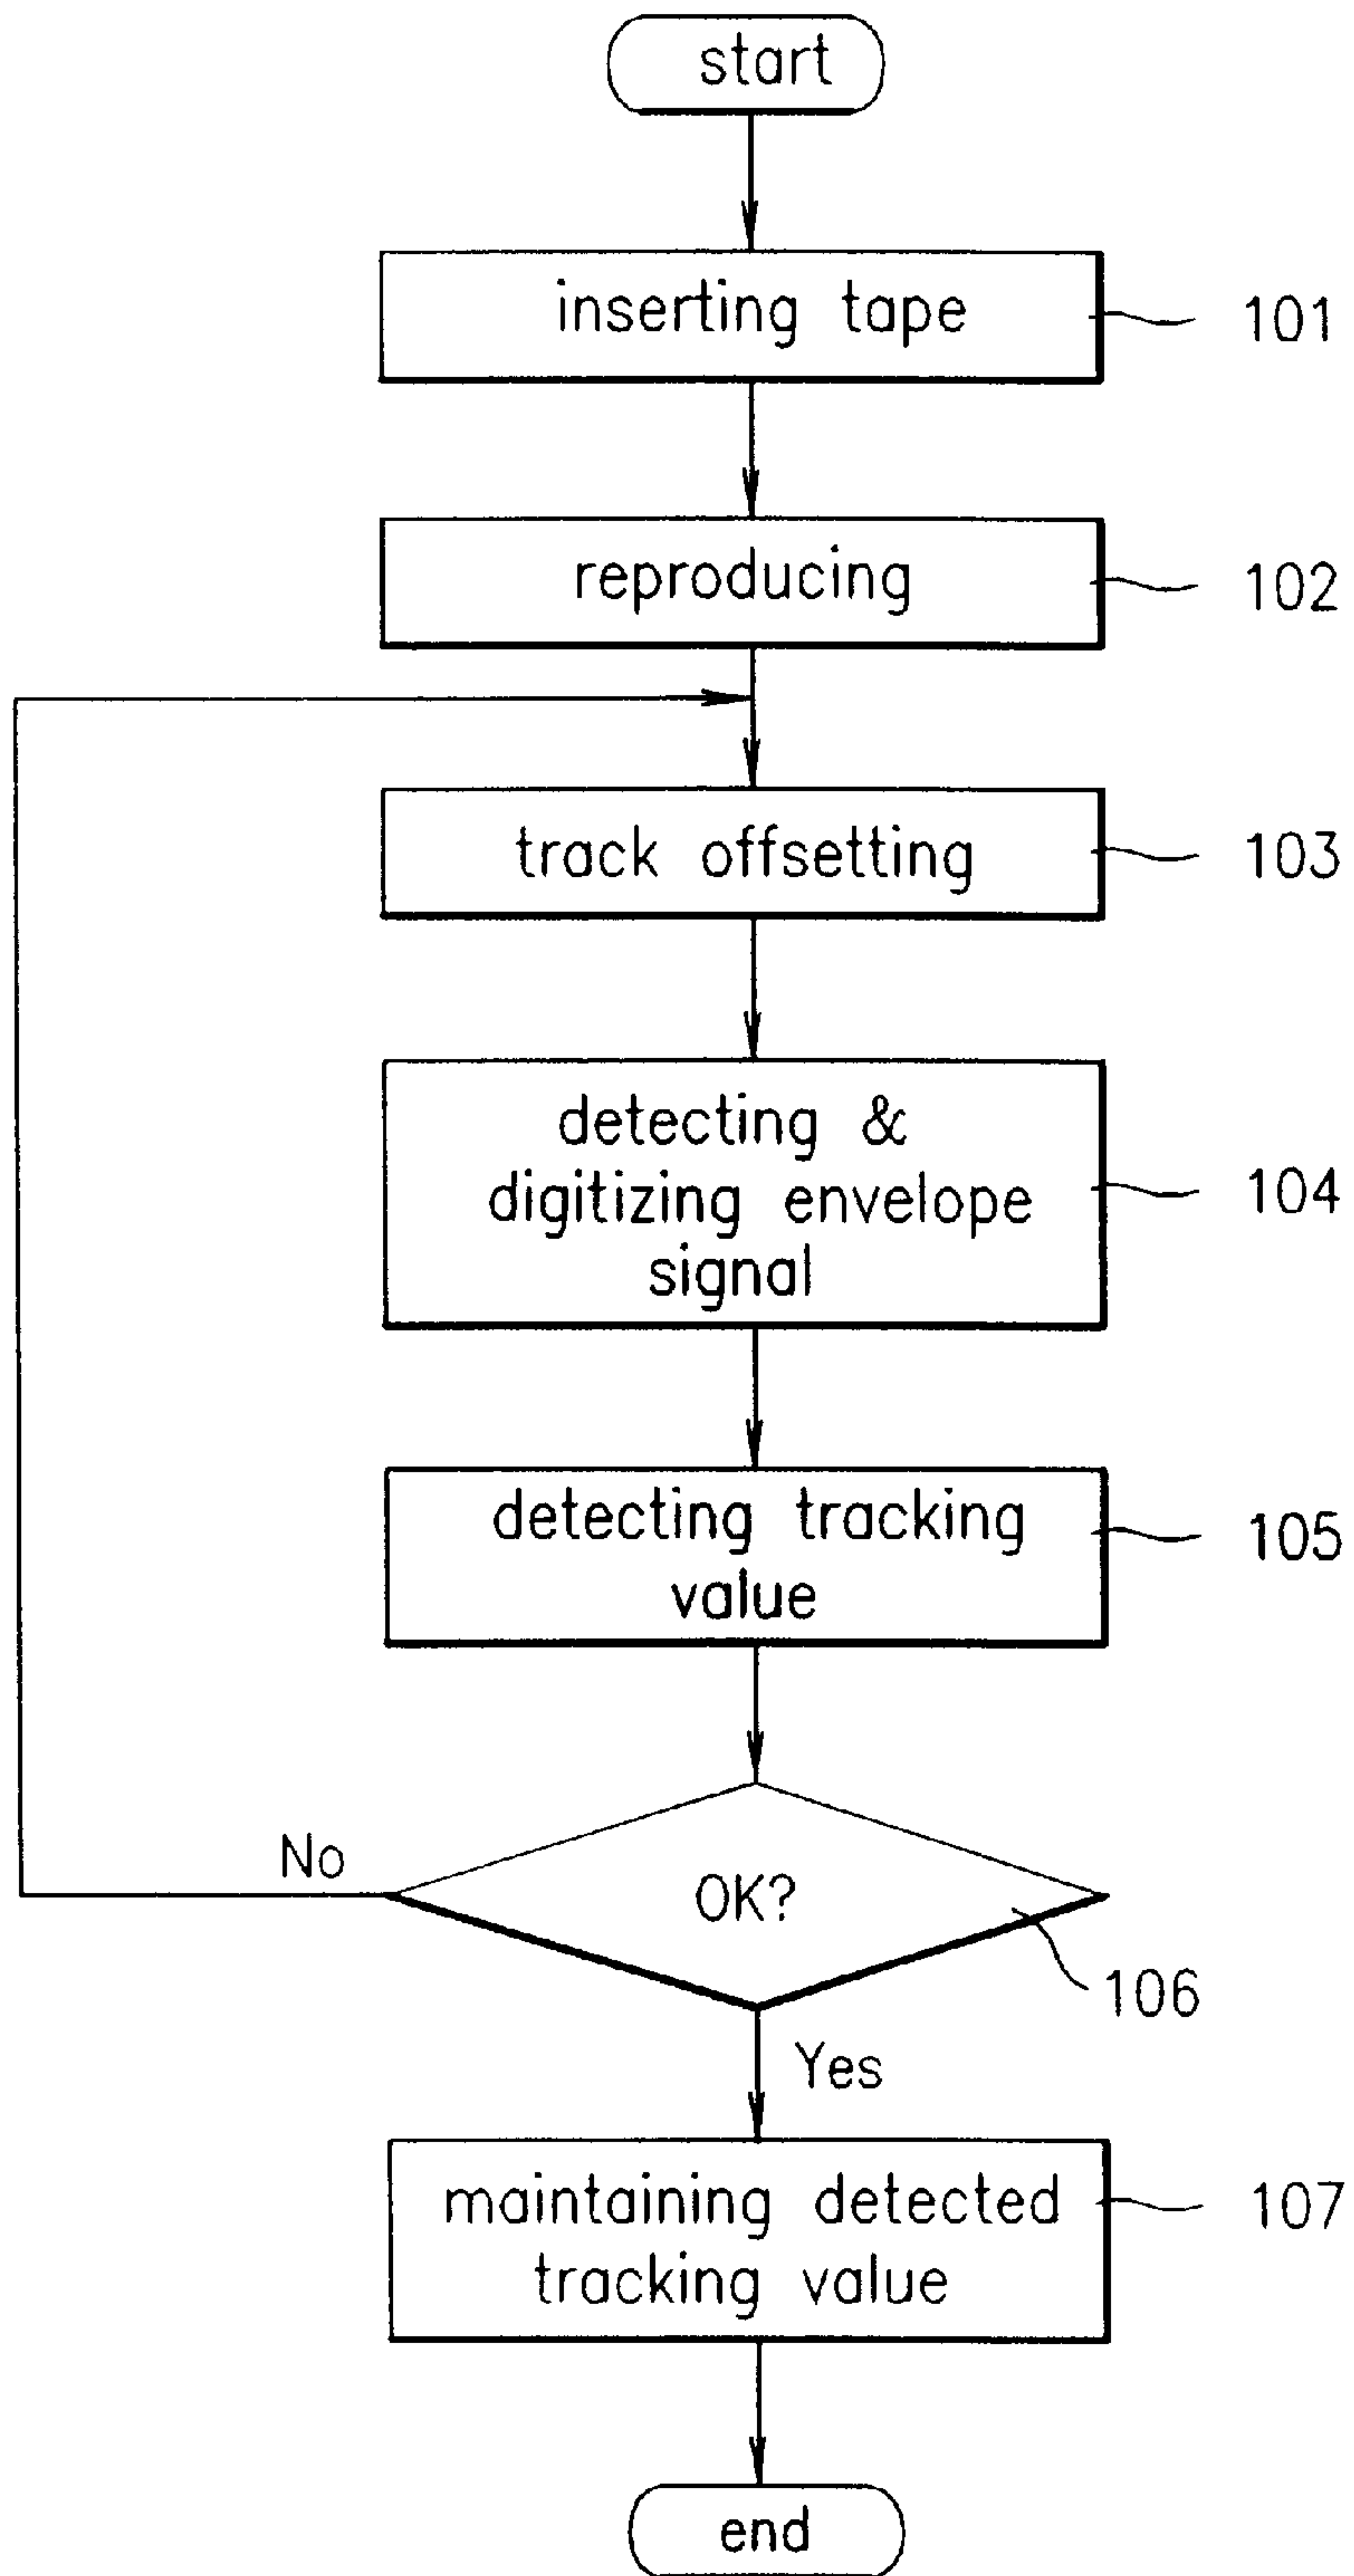 start
inserting tape
101
reproducing
102
track offsetting
103
detecting &
digitizing envelope
signal
104
detecting tracking
value
105
No
OK?
106
Yes
maintaining detected
tracking value
107
end